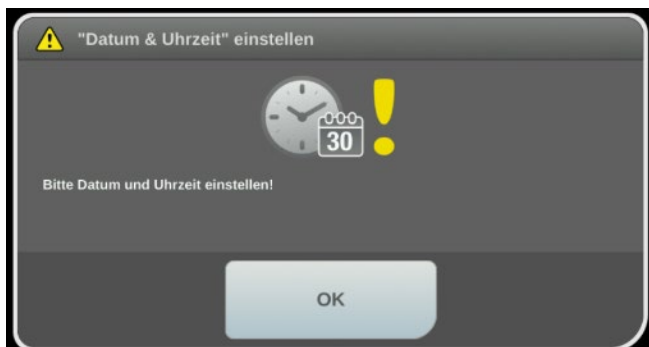 "Datum & Uhrzeit" einstellen
30
Bitte Datum und Uhrzeit einstellen!
OK